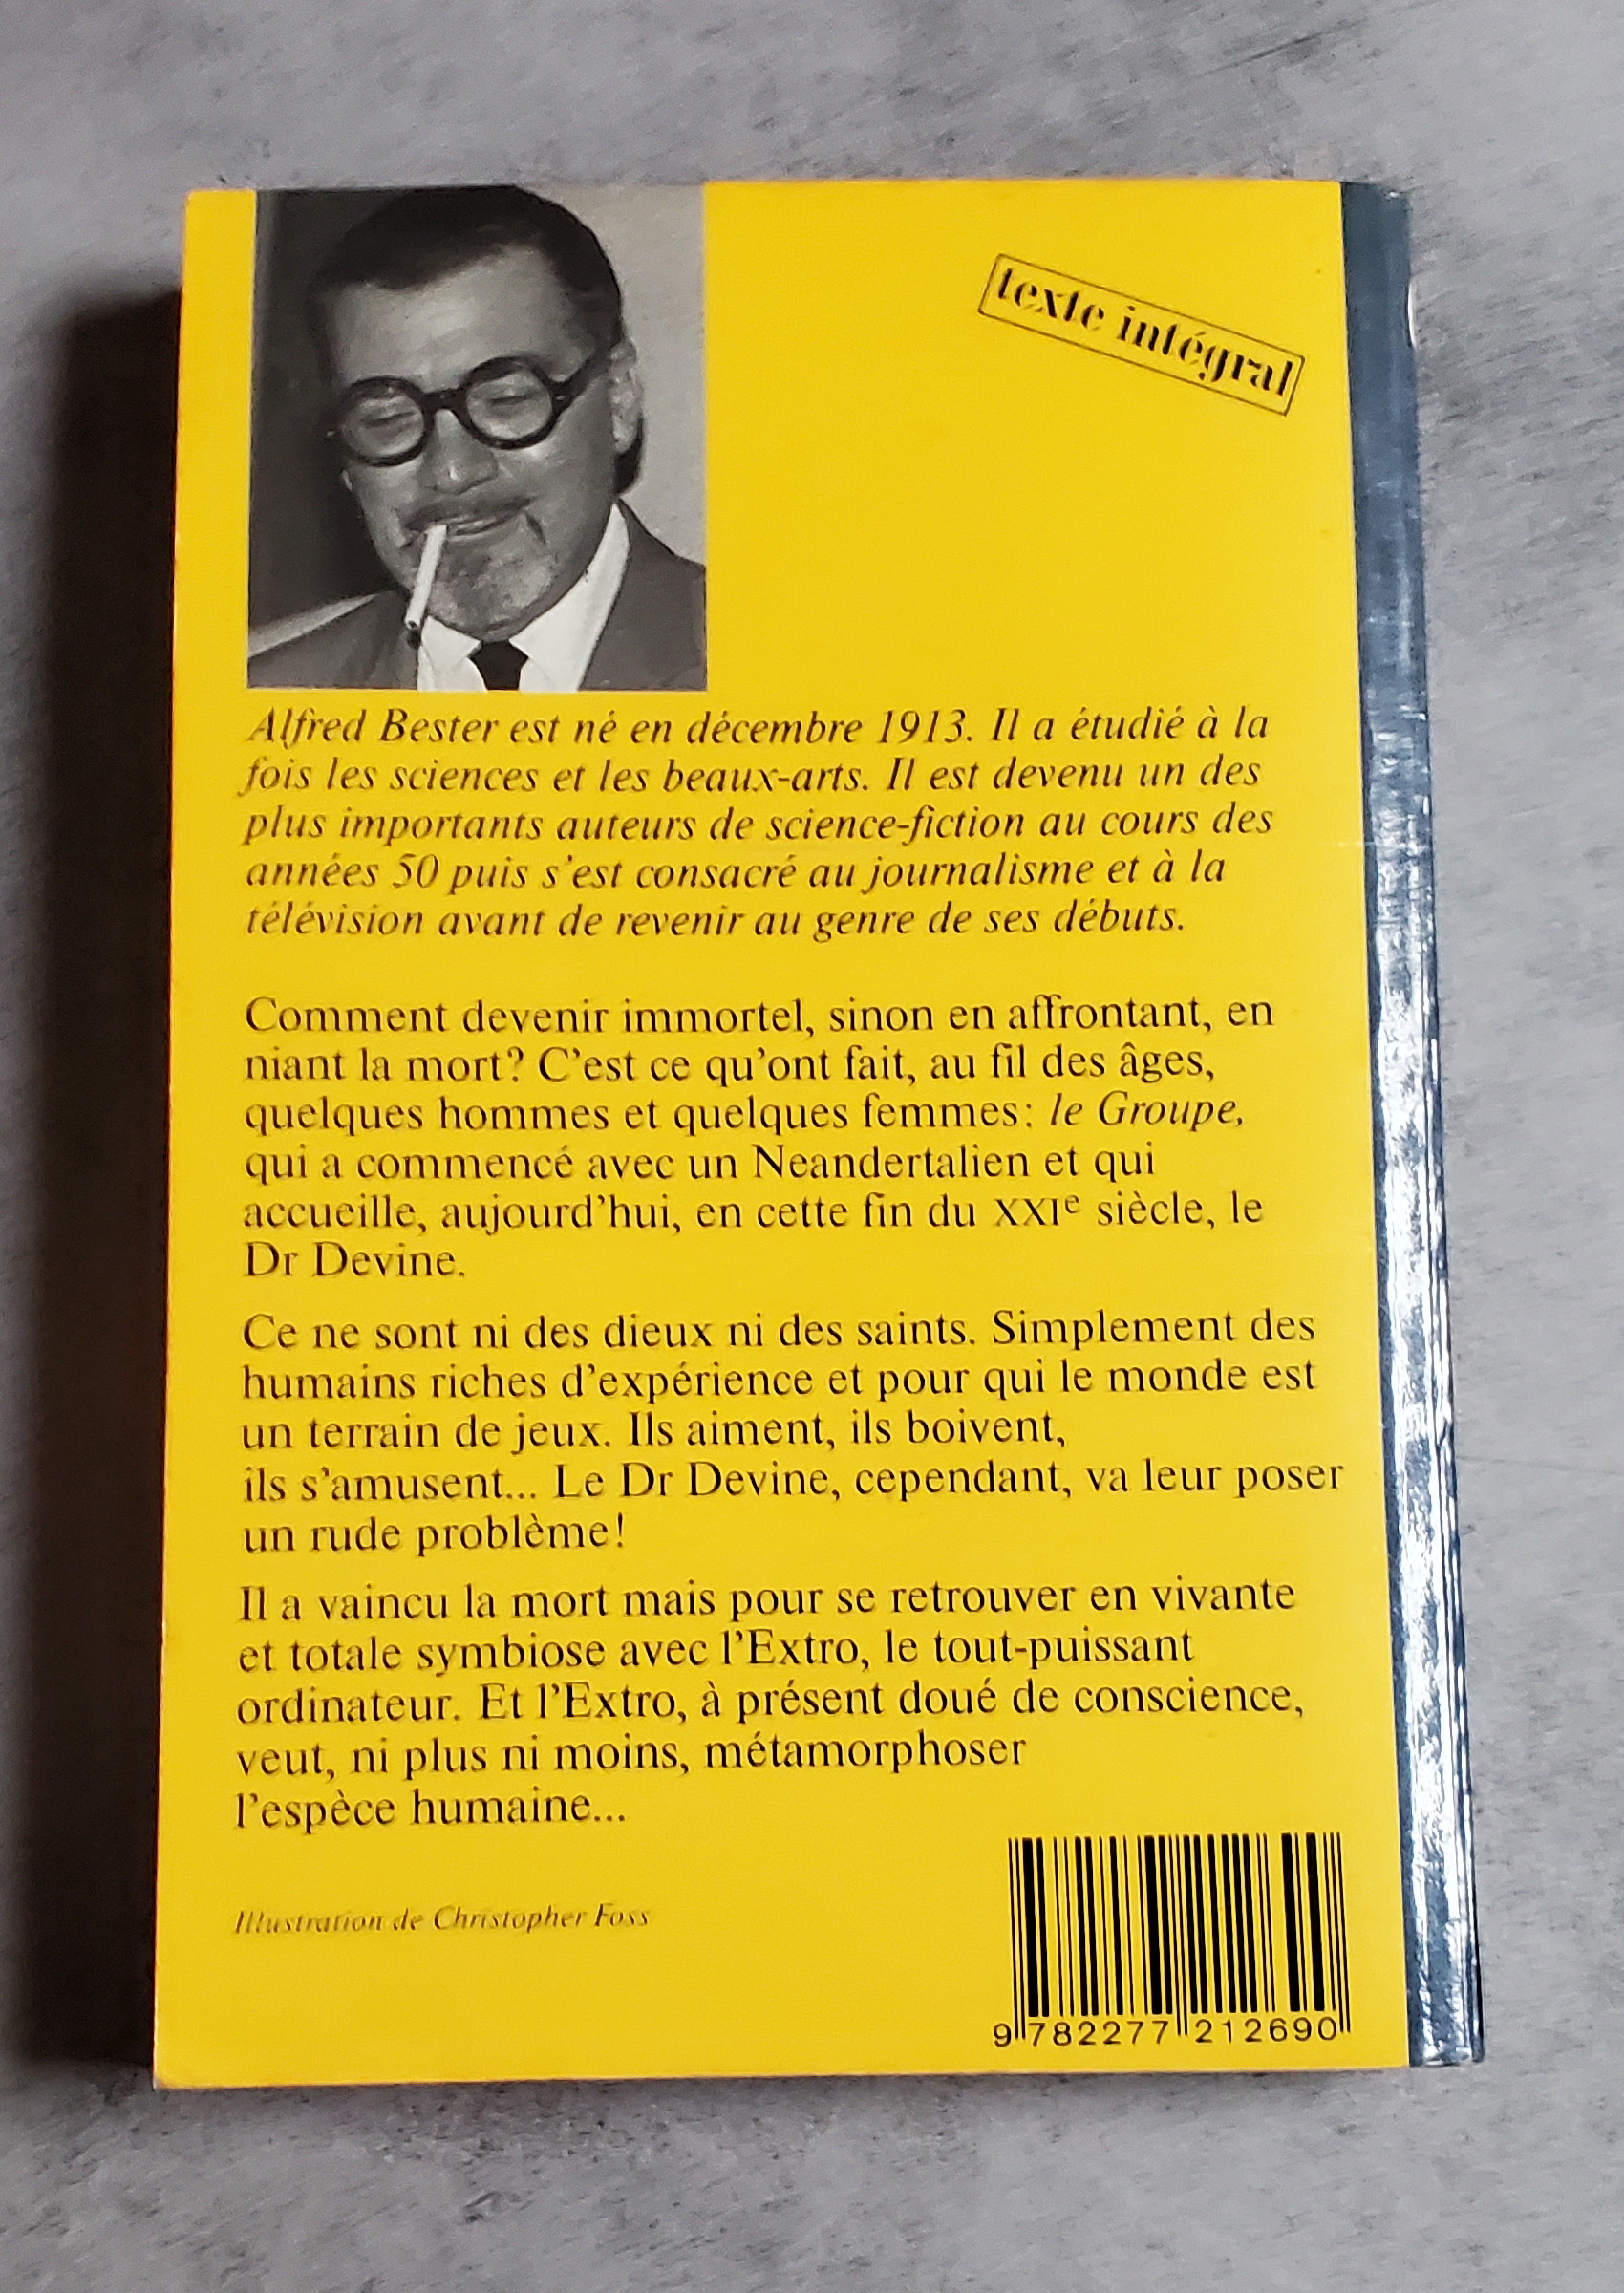 texte intégral
Alfred Bester est né en décembre 1913. Il a étudié à la
fois les sciences et les beaux-arts. Il est devenu un des
plus importants auteurs de science-fiction au cours des
années 50 puis s'est consacré au journalisme et à la
télévision avant de revenir au genre de ses débuts.
Comment devenir immortel, sinon en affrontant, en
niant la mort? C'est ce qu'ont fait, au fil des âges,
quelques hommes et quelques femmes: le Groupe,
qui a commencé avec un Neandertalien et qui
accueille, aujourd'hui, en cette fin du XXIe siècle, le
Dr Devine.
Ce ne sont ni des dieux ni des saints. Simplement des
humains riches d'expérience et pour qui le monde est
un terrain de jeux. Ils aiment, ils boivent,
ils s'amusent... Le Dr Devine, cependant, va leur poser
un rude problème!
Il a vaincu la mort mais pour se retrouver en vivante
et totale symbiose avec l'Extro, le tout-puissant
ordinateur. Et l'Extro, à présent doué de conscience,
veut, ni plus ni moins, métamorphoser
l'espèce humaine...
Illustration de Christopher Foss
9 782277 212690